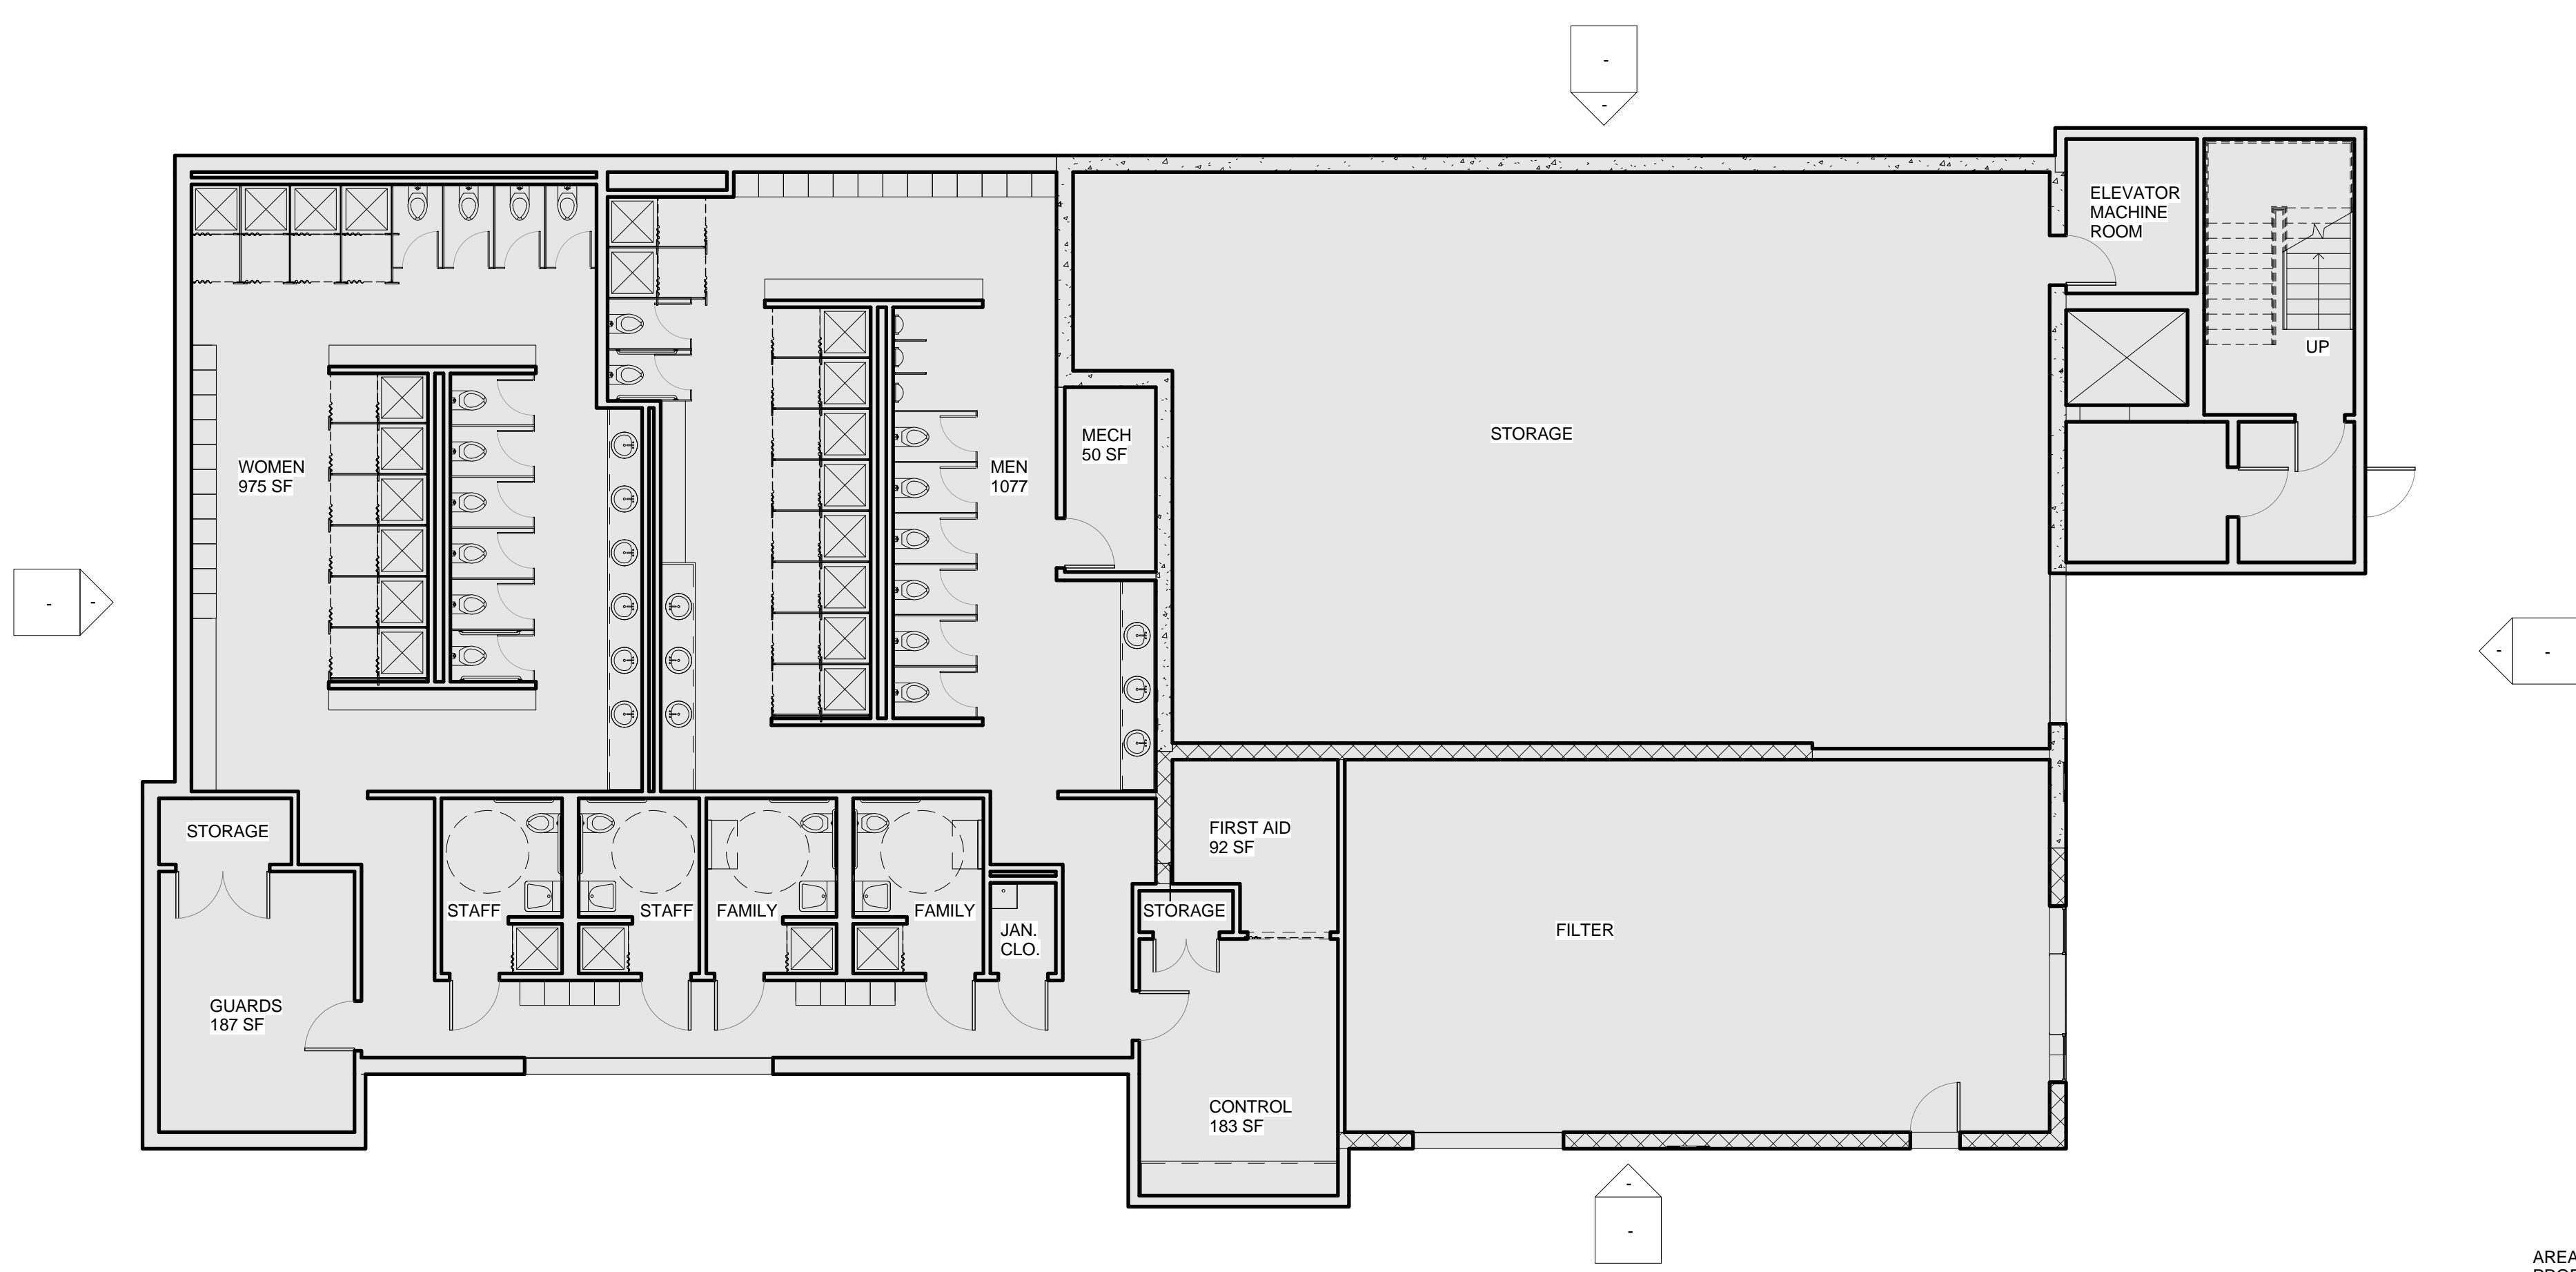 ELEVATOR
MACHINE
ROOM
UP
STORAGE
MECH
50 SF
WOMEN
975 SF
MEN
1077
STORAGE
FIRST AID
92 SF
STAFF
STAFF
FAMILY
FAMILY
STORAGE
JAN.
CLO.
FILTER
GUARDS
187 SF
CONTROL
183 SF
AREA